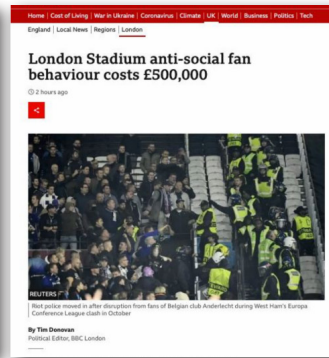 Home | Cost of Living | War in Ukraine | Coronavirus | Climate | UK | World | Business | Politics | Tech
England | Local News | Regions | London
London Stadium anti-social fan
behaviour costs £500,000
2 hours ago
REUTERS
Riot police moved in after disruption from fans of Belgian club Anderlecht during West Ham's Europa
Conference League clash in October
By Tim Donovan
Political Editor, BBC London